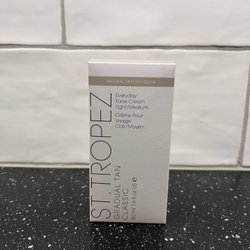 NATURAL HEALTHY GLOW
Everyday
Face Cream
Light/Medium
Crème Pour
Visage
Clair/Moyen
ST. TROPEZ
GRADUAL TAN
CLASSIC